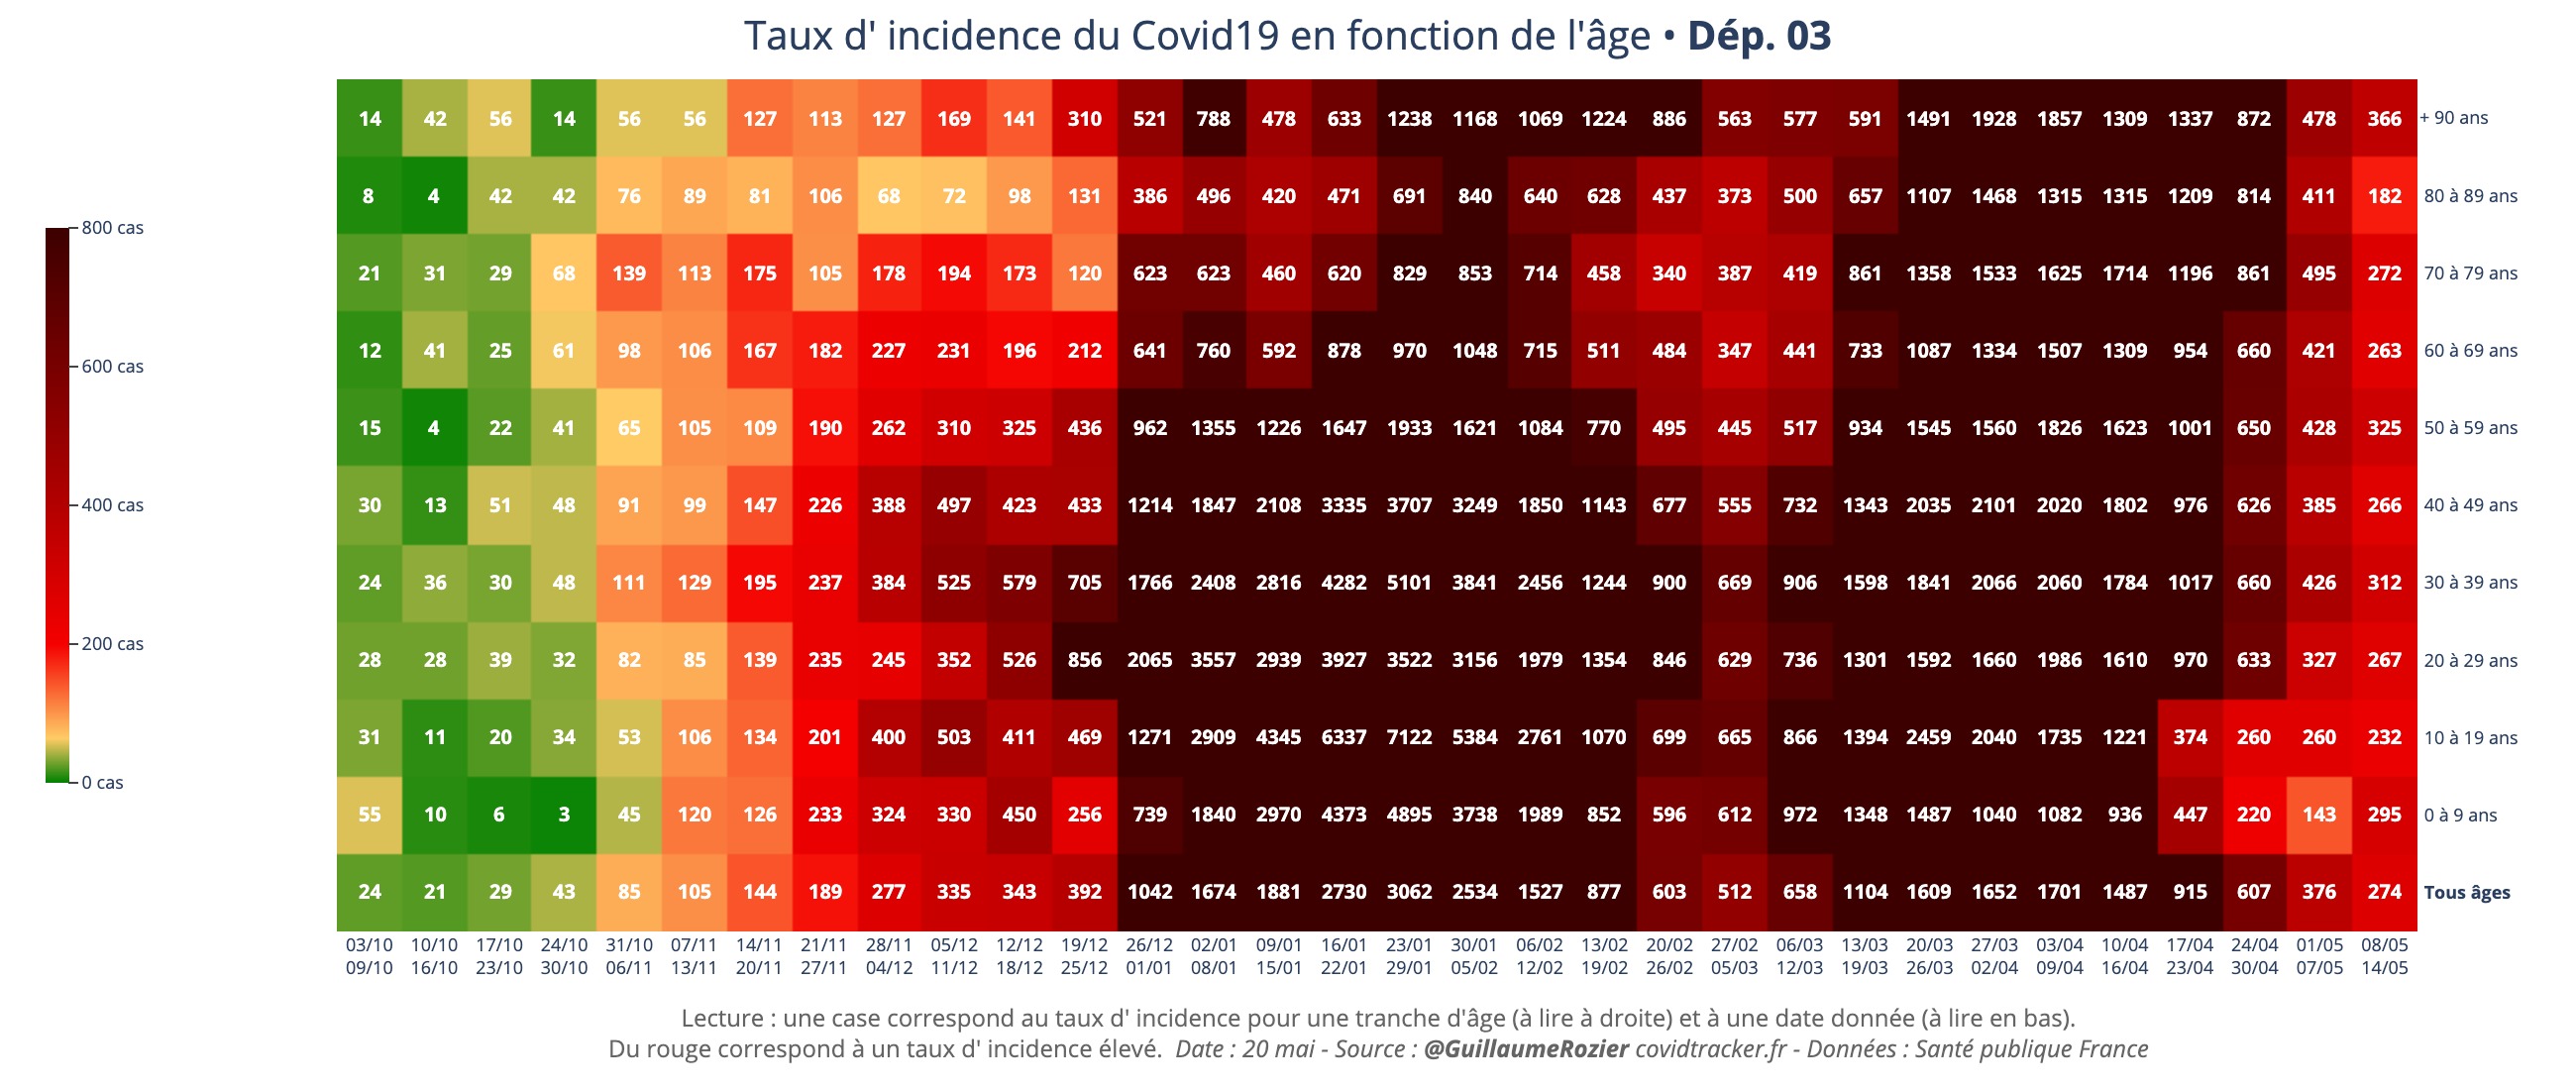 Taux d' incidence du Covid19 en fonction de l'âge • Dép. 03
14 42 56 14 56 56 127 113 127 169 141 310 521 788 478 633 1238 1168 1069 1224 886 563 577 591 1491 1928 1857 1309 1337 872 478 366 + 90 ans
8 4 42 42 76 89 81 106 68 72 98 131 386 496 420 471 691 840 640 628 437 373 500 657 1107 1468 1315 1315 1209 814 411 182 80 à 89 ans
800 cas
21 31 29 68 139 113 175 105 178 194 173 120 623 623 460 620 829 853 714 458 340 387 419 861 1358 1533 1625 1714 1196 861 495 272 70 à 79 ans
12 41 25 61 98 106 167 182 227 231 196 212 641 760 592 878 970 1048 715 511 484 347 441 733 1087 1334 1507 1309 954 660 421 263 60 à 69 ans
600 cas
15 4 22 41 65 105 109 190 262 310 325 436 962 1355 1226 1647 1933 1621 1084 770 495 445 517 934 1545 1560 1826 1623 1001 650 428 325 50 à 59 ans
400 cas
30 13 51 48 91 99 147 226 388 497 423 433 1214 1847 2108 3335 3707 3249 1850 1143 677 555 732 1343 2035 2101 2020 1802 976 626 385 266 40 à 49 ans
24 36 30 48 111 129 195 237 384 525 579 705 1766 2408 2816 4282 5101 3841 2456 1244 900 669 906 1598 1841 2066 2060 1784 1017 660 426 312 30 à 39 ans
200 cas
28 28 39 32 82 85 139 235 245 352 526 856 2065 3557 2939 3927 3522 3156 1979 1354 846 629 736 1301 1592 1660 1986 1610 970 633 327 267 20 à 29 ans
31 11 20 34 53 106 134 201 400 503 411 469 1271 2909 4345 6337 7122 5384 2761 1070 699 665 866 1394 2459 2040 1735 1221 374 260 260 232 10 à 19 ans
0 cas
55 10 6 3 45 120 126 233 324 330 450 256 739 1840 2970 4373 4895 3738 1989 852 596 612 972 1348 1487 1040 1082 936 447 220 143 295 0 à 9 ans
24 21 29 43 85 105 144 189 277 335 343 392 1042 1674 1881 2730 3062 2534 1527 877 603 512 658 1104 1609 1652 1701 1487 915 607 376 274 Tous âges
03/10 10/10 17/10 24/10 31/10 07/11 14/11 21/11 28/11 05/12 12/12 19/12 26/12 02/01 09/01 16/01 23/01 30/01 06/02 13/02 20/02 27/02 06/03 13/03 20/03 27/03 03/04 10/04 17/04 24/04 01/05 08/05
09/10 16/10 23/10 30/10 06/11 13/11 20/11 27/11 04/12 11/12 18/12 25/12 01/01 08/01 15/01 22/01 29/01 05/02 12/02 19/02 26/02 05/03 12/03 19/03 26/03 02/04 09/04 16/04 23/04 30/04 07/05 14/05
Lecture : une case correspond au taux d' incidence pour une tranche d'âge (à lire à droite) et à une date donnée (à lire en bas).
Du rouge correspond à un taux d' incidence élevé. Date : 20 mai - Source : @GuillaumeRozier covidtracker.fr - Données : Santé publique France